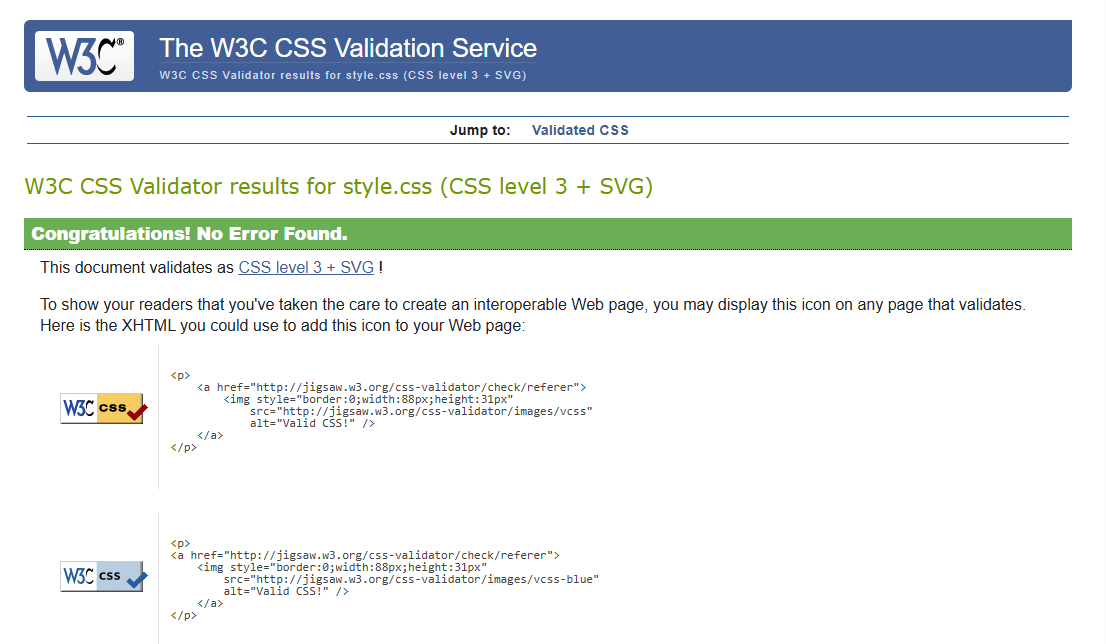 W3C®
The W3C CSS Validation Service
W3C CSS Validator results for style.css (CSS level 3 + SVG)
Jump to: Validated CSS
W3C CSS Validator results for style.css (CSS level 3 + SVG)
Congratulations! No Error Found.
This document validates as CSS level 3 + SVG !
To show your readers that you've taken the care to create an interoperable Web page, you may display this icon on any page that validates.
Here is the XHTML you could use to add this icon to your Web page:
W3C css
<p>
    <a href="http://jigsaw.w3.org/css-validator/check/referer">
        <img style="border:0;width:88px;height:31px"
            src="http://jigsaw.w3.org/css-validator/images/vcss"
            alt="Valid CSS!" />
    </a>
</p>
W3C css
<p>
<a href="http://jigsaw.w3.org/css-validator/check/referer">
    <img style="border:0;width:88px;height:31px"
        src="http://jigsaw.w3.org/css-validator/images/vcss-blue"
        alt="Valid CSS!" />
    </a>
</p>